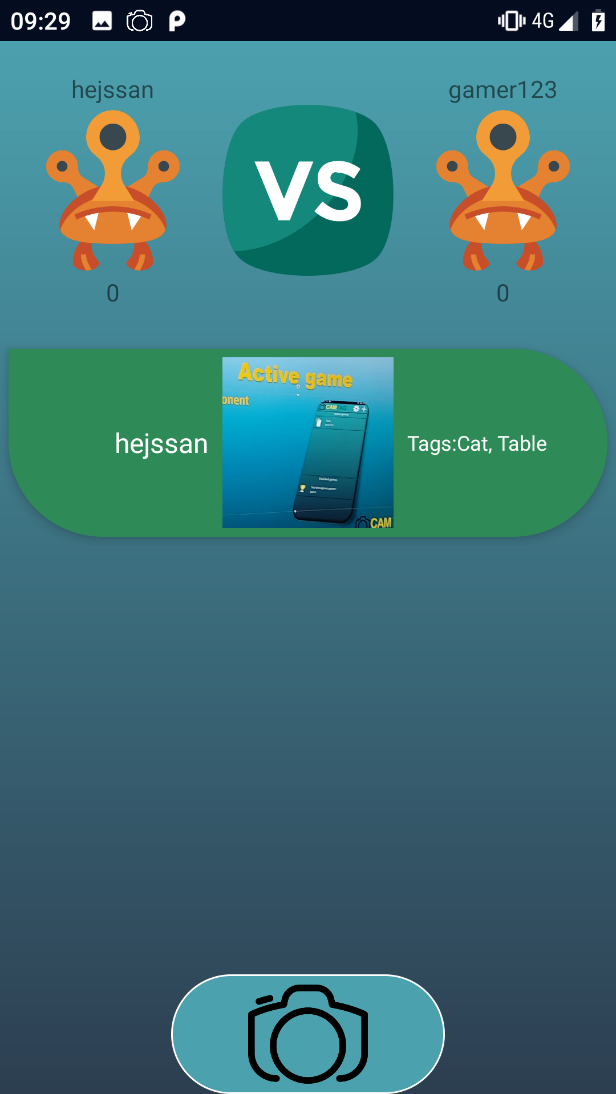 09:29
4G
hejssan
gamer123
VS
0
0
Active game
onent
hejssan
Tags:Cat, Table
CAM